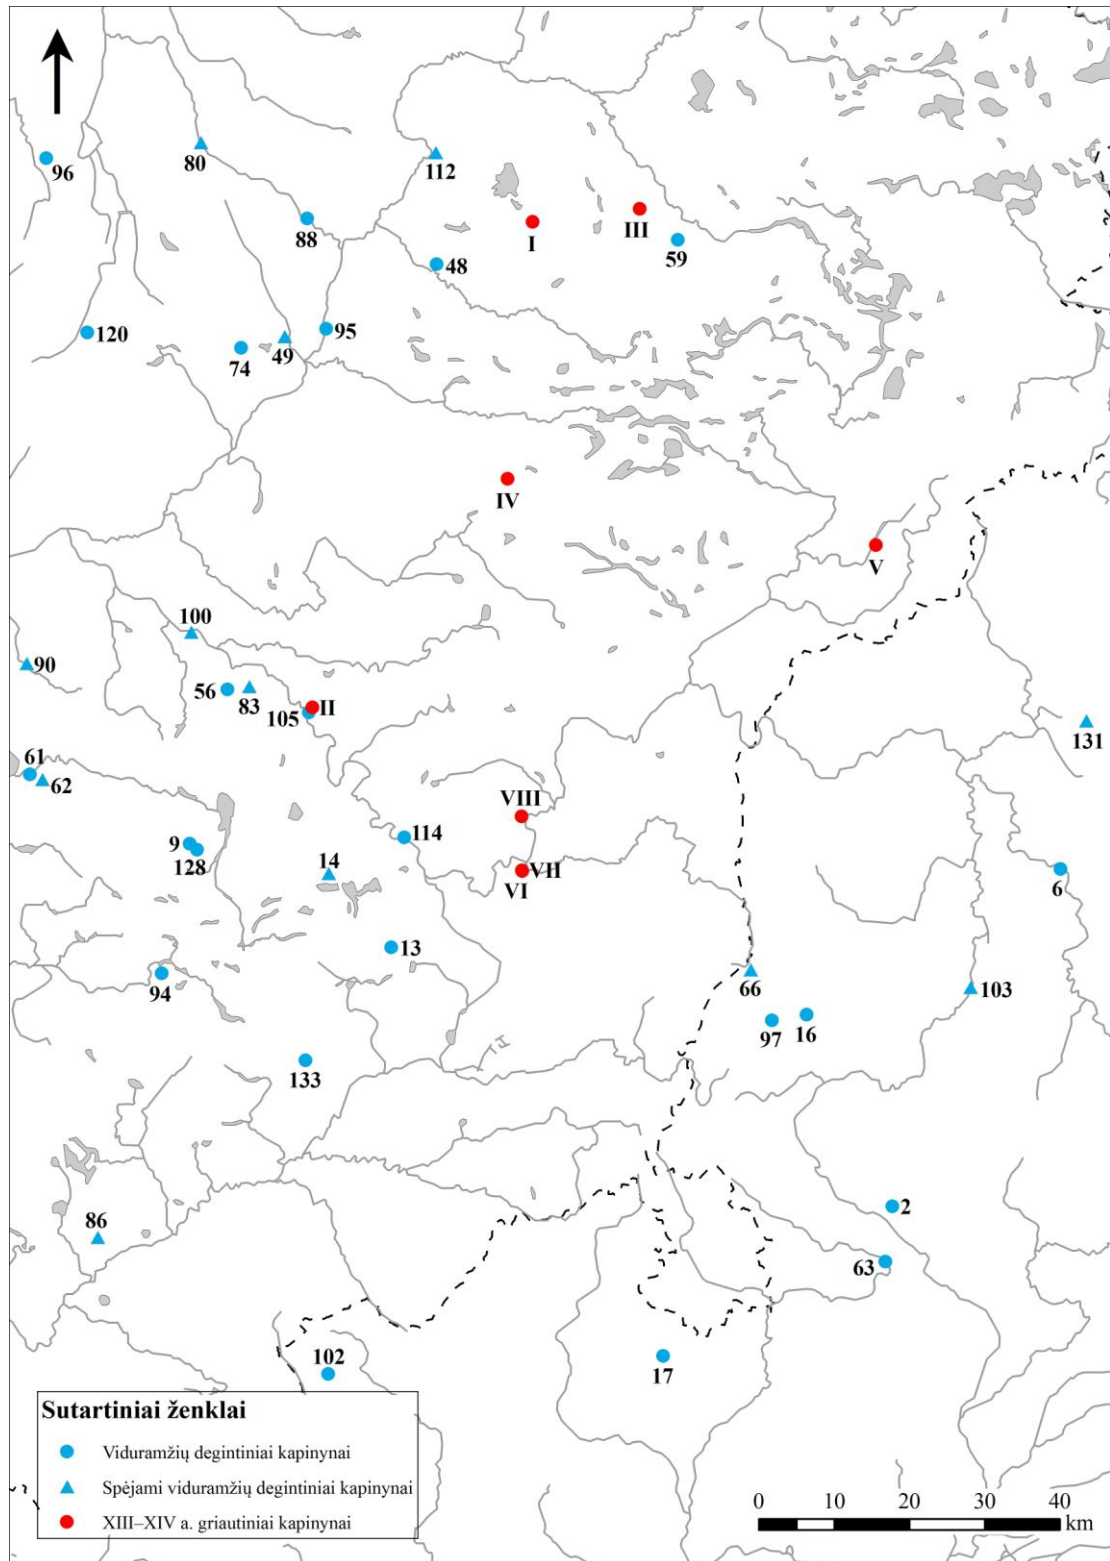 80
96
112
88
I
III
59
48
120
95
74
49
IV
V
100
90
56
83
II
105
131
61
62
VIII
114
9
128
14
VII
VI
6
13
94
66
103
97
16
133
2
86
63
102
17
Sutartiniai ženklai
Viduramžių degintiniai kapinynai
Spėjami viduramžių degintiniai kapinynai
XIII–XIV a. griautiniai kapinynai
0 10 20 30 40
km